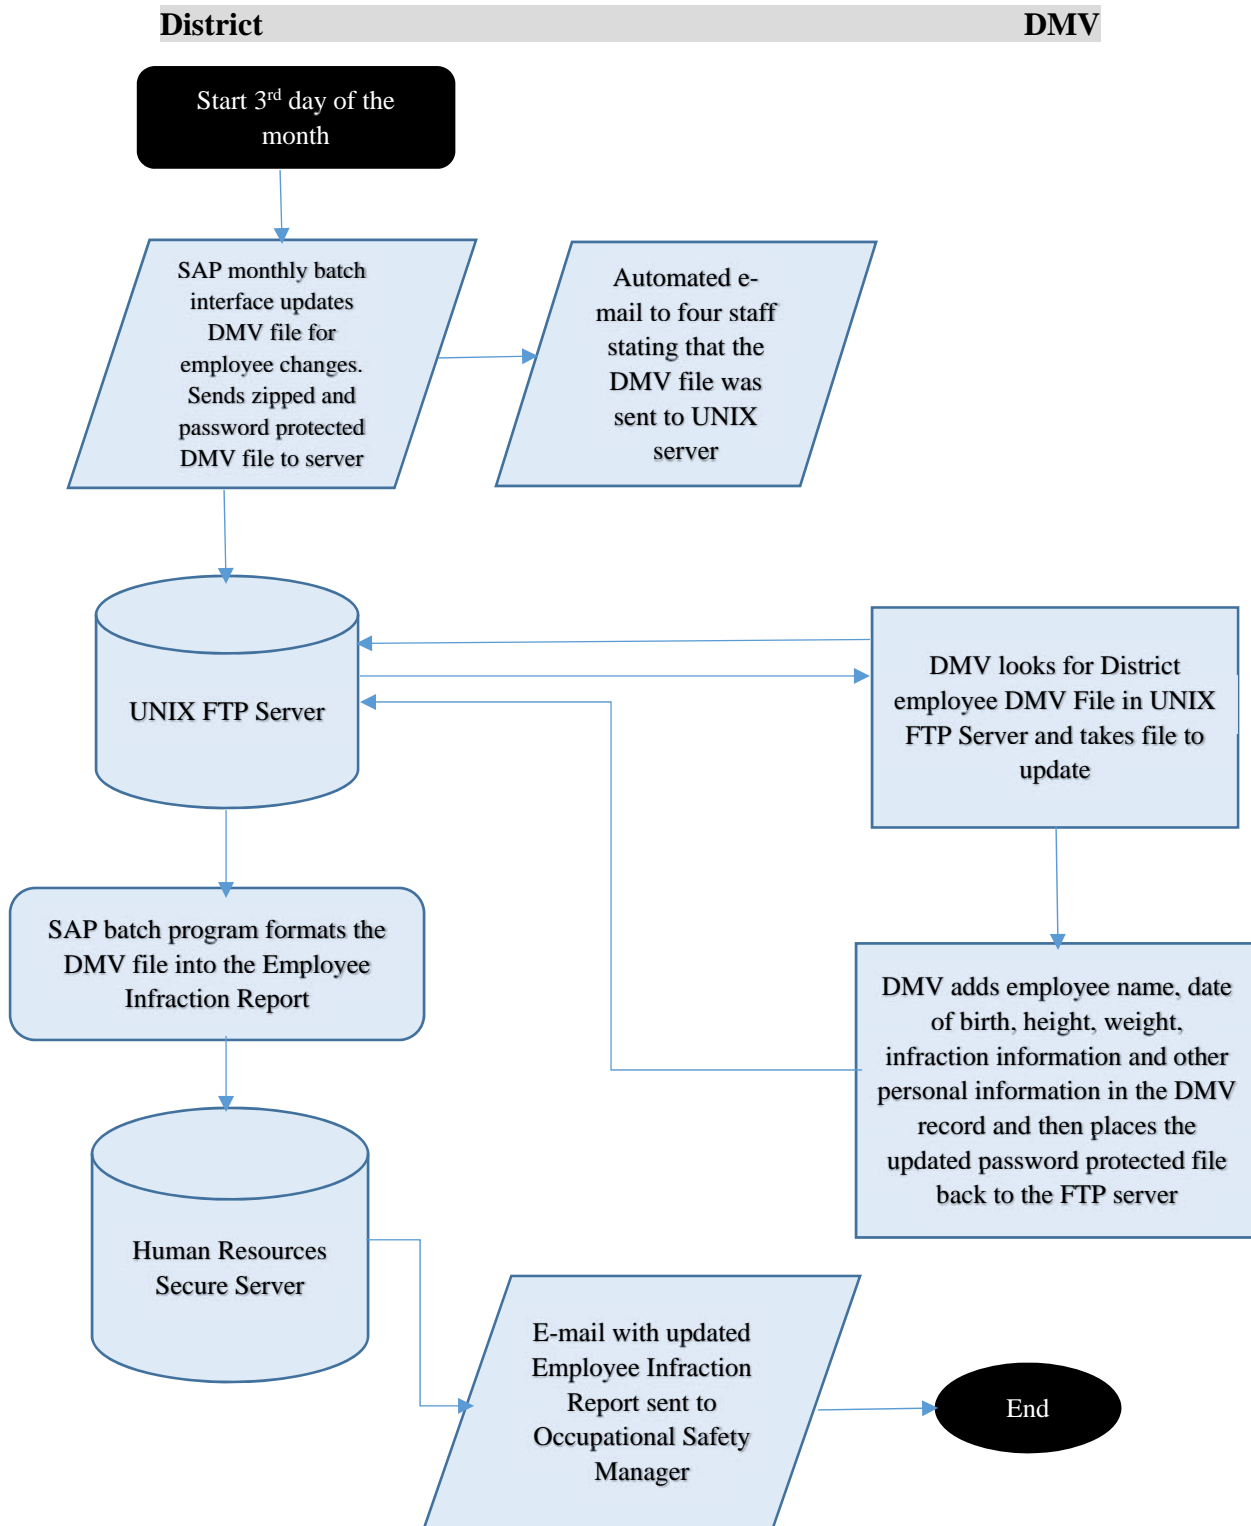 District DMV
Start 3rd day of the
month
SAP monthly batch
interface updates
DMV file for
employee changes.
Sends zipped and
password protected
DMV file to server
Automated e-
mail to four staff
stating that the
DMV file was
sent to UNIX
server
UNIX FTP Server
DMV looks for District
employee DMV File in UNIX
FTP Server and takes file to
update
SAP batch program formats the
DMV file into the Employee
Infraction Report
DMV adds employee name, date
of birth, height, weight,
infraction information and other
personal information in the DMV
record and then places the
updated password protected file
back to the FTP server
Human Resources
Secure Server
E-mail with updated
Employee Infraction
Report sent to
Occupational Safety
Manager
End